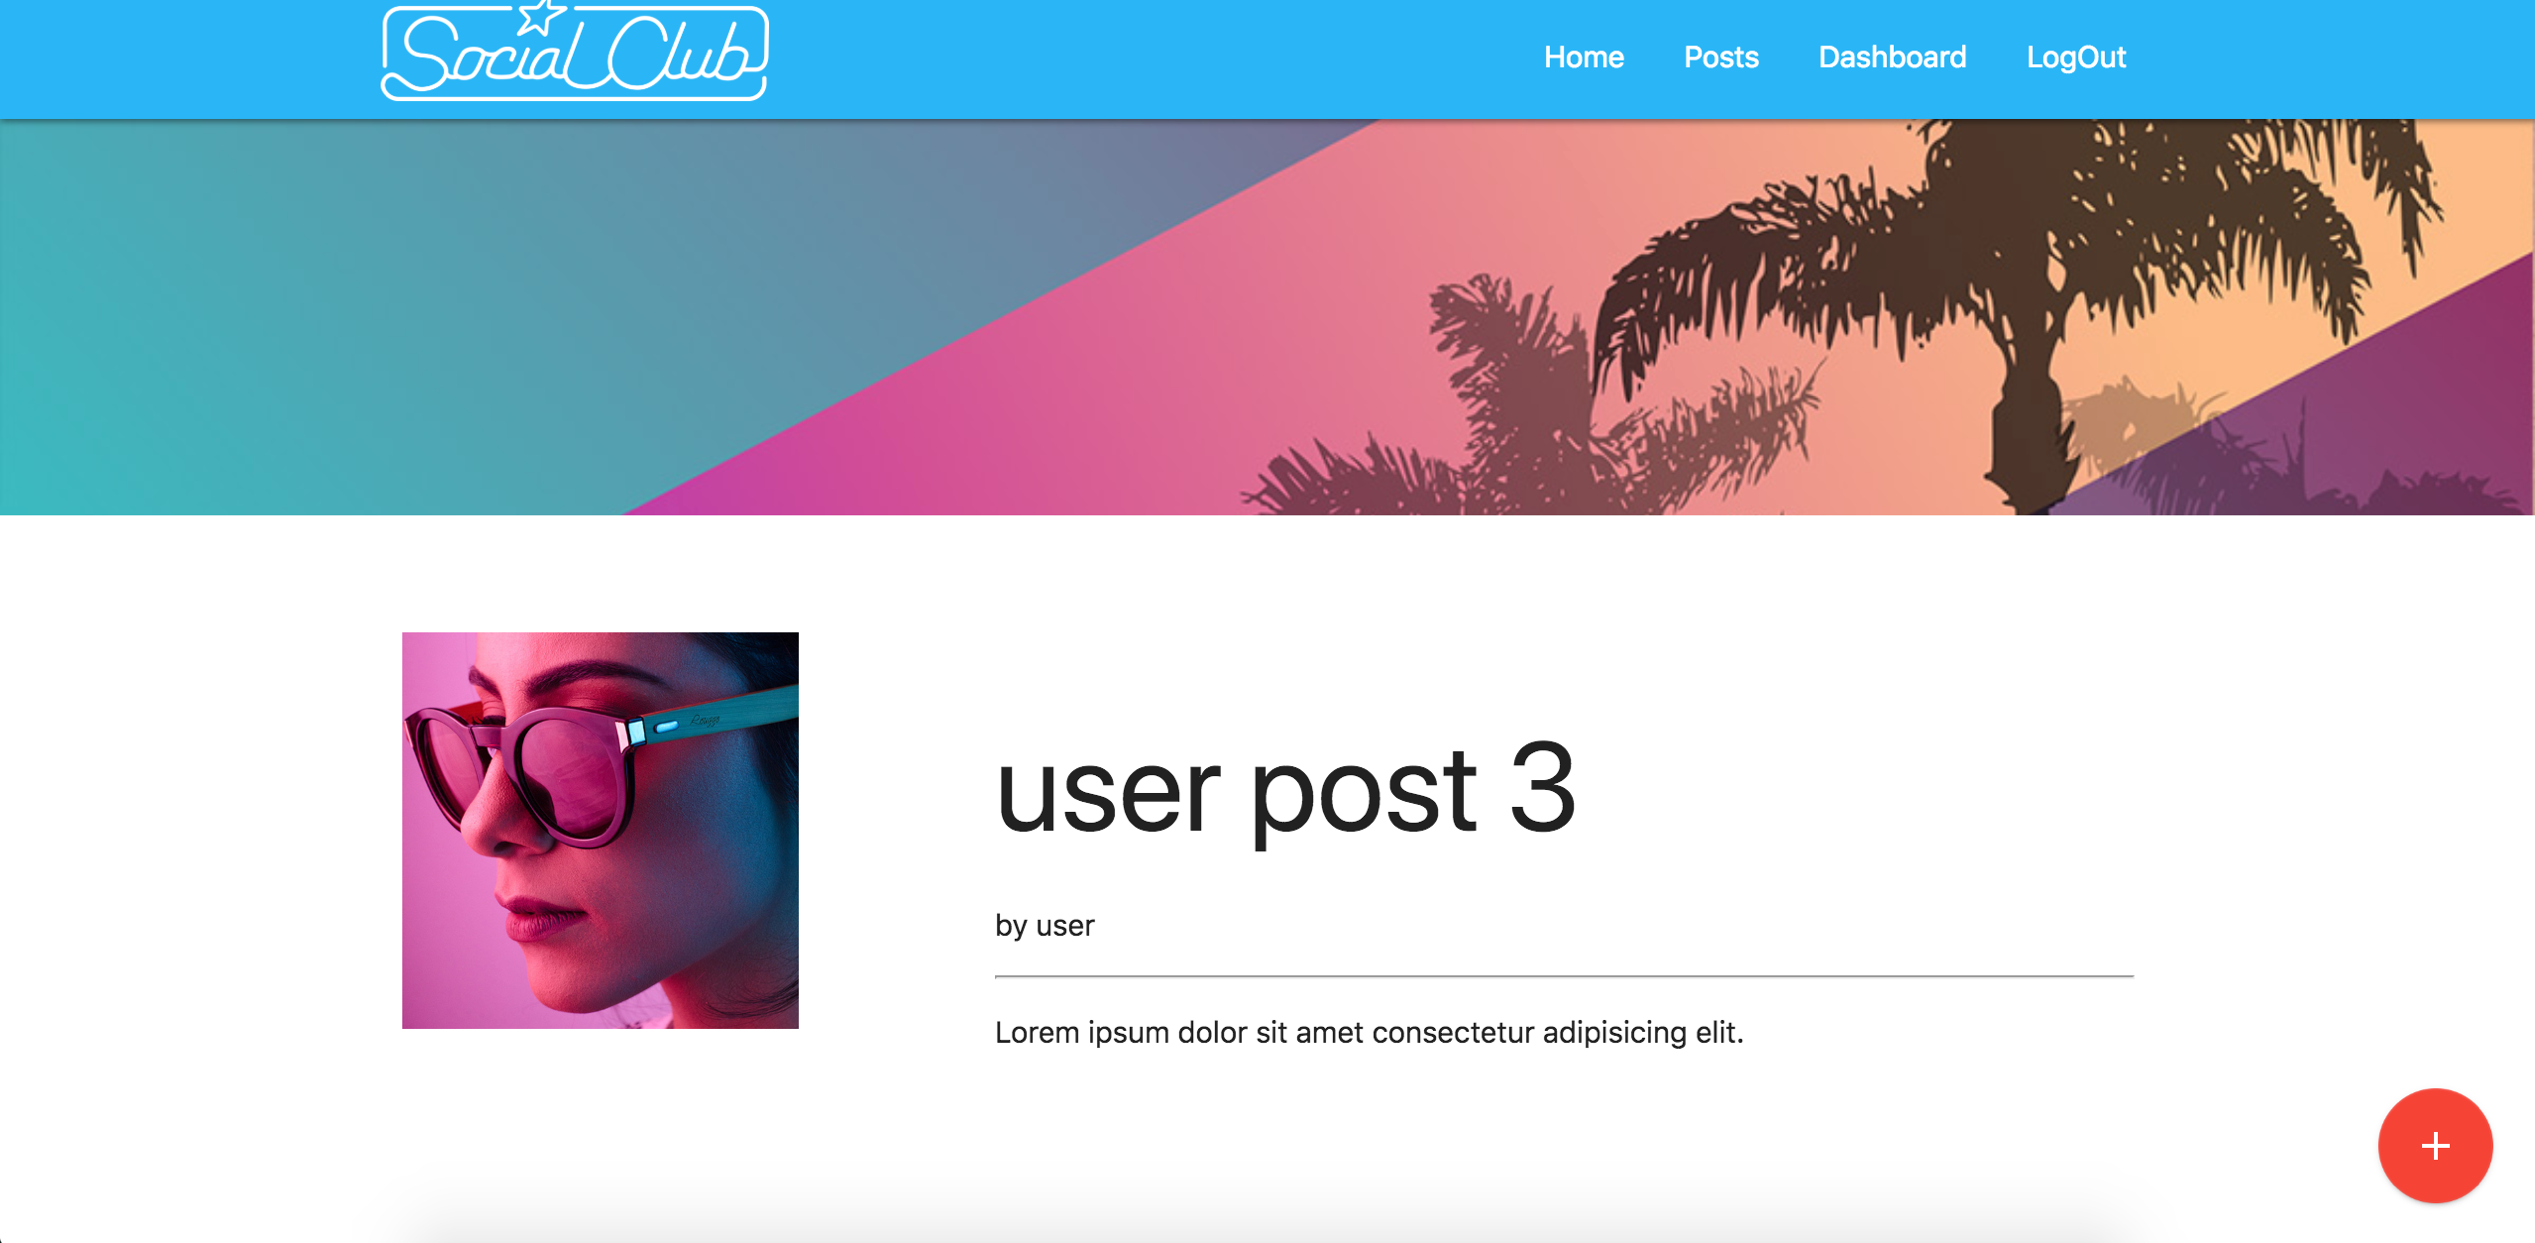 Social Club
Home Posts Dashboard LogOut
user post 3
by user
Lorem ipsum dolor sit amet consectetur adipisicing elit.
+